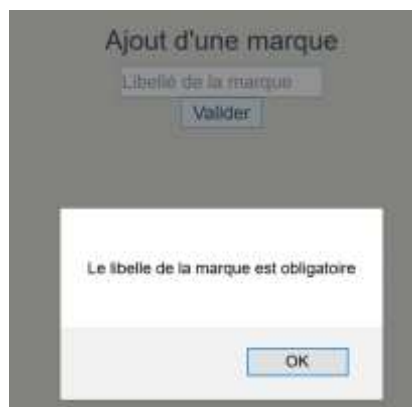 Ajout d'une marque
Libellé de la marque
Valider
Le libelle de la marque est obligatoire
OK